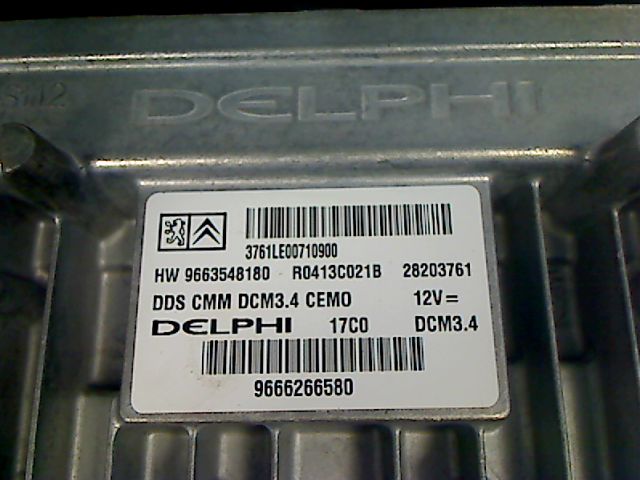 DELPHI
3761LE00710900
HW 9663548180 R0413C021B 28203761
DDS CMM DCM3.4 CEMO 12V=
DELPHI 17C0 DCM3.4
9666266580